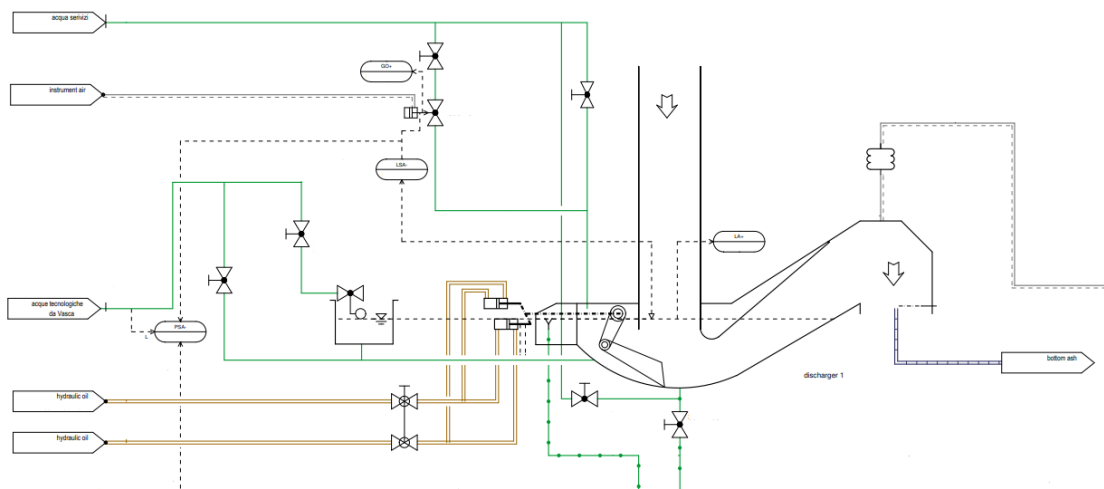 acqua serivizi
GO+
instrument air
LSA-
LA+
acque tecnologiche
da Vasca
PSA-
L
bottom ash
discharger 1
hydraulic oil
hydraulic oil